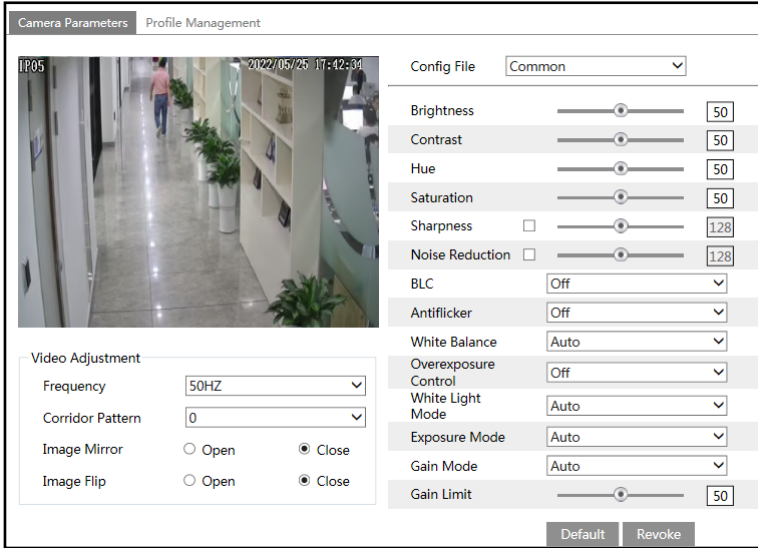 Camera Parameters Profile Management
IP05 2022/05/25 17:42:34
Config File Common
Brightness 50
Contrast 50
Hue 50
Saturation 50
Sharpness 128
Noise Reduction 128
BLC Off
Antiflicker Off
White Balance Auto
Overexposure
Control Off
White Light
Mode Auto
Exposure Mode Auto
Gain Mode Auto
Gain Limit 50
Default Revoke
Video Adjustment
Frequency 50HZ
Corridor Pattern 0
Image Mirror Open Close
Image Flip Open Close